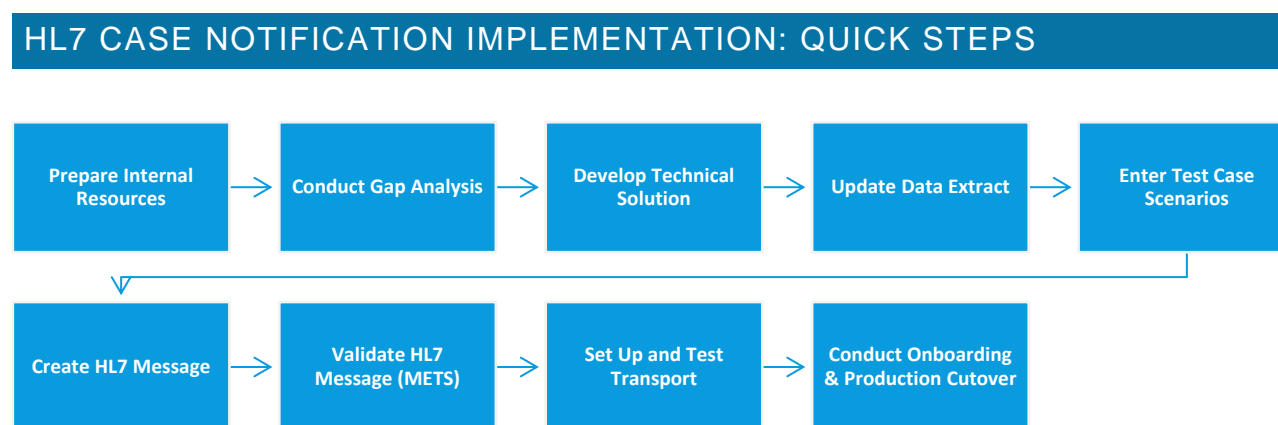 HL7 CASE NOTIFICATION IMPLEMENTATION: QUICK STEPS
Prepare Internal
Resources
Conduct Gap Analysis
Develop Technical
Solution
Update Data Extract
Enter Test Case
Scenarios
Create HL7 Message
Validate HL7
Message (METS)
Set Up and Test
Transport
Conduct Onboarding
& Production Cutover